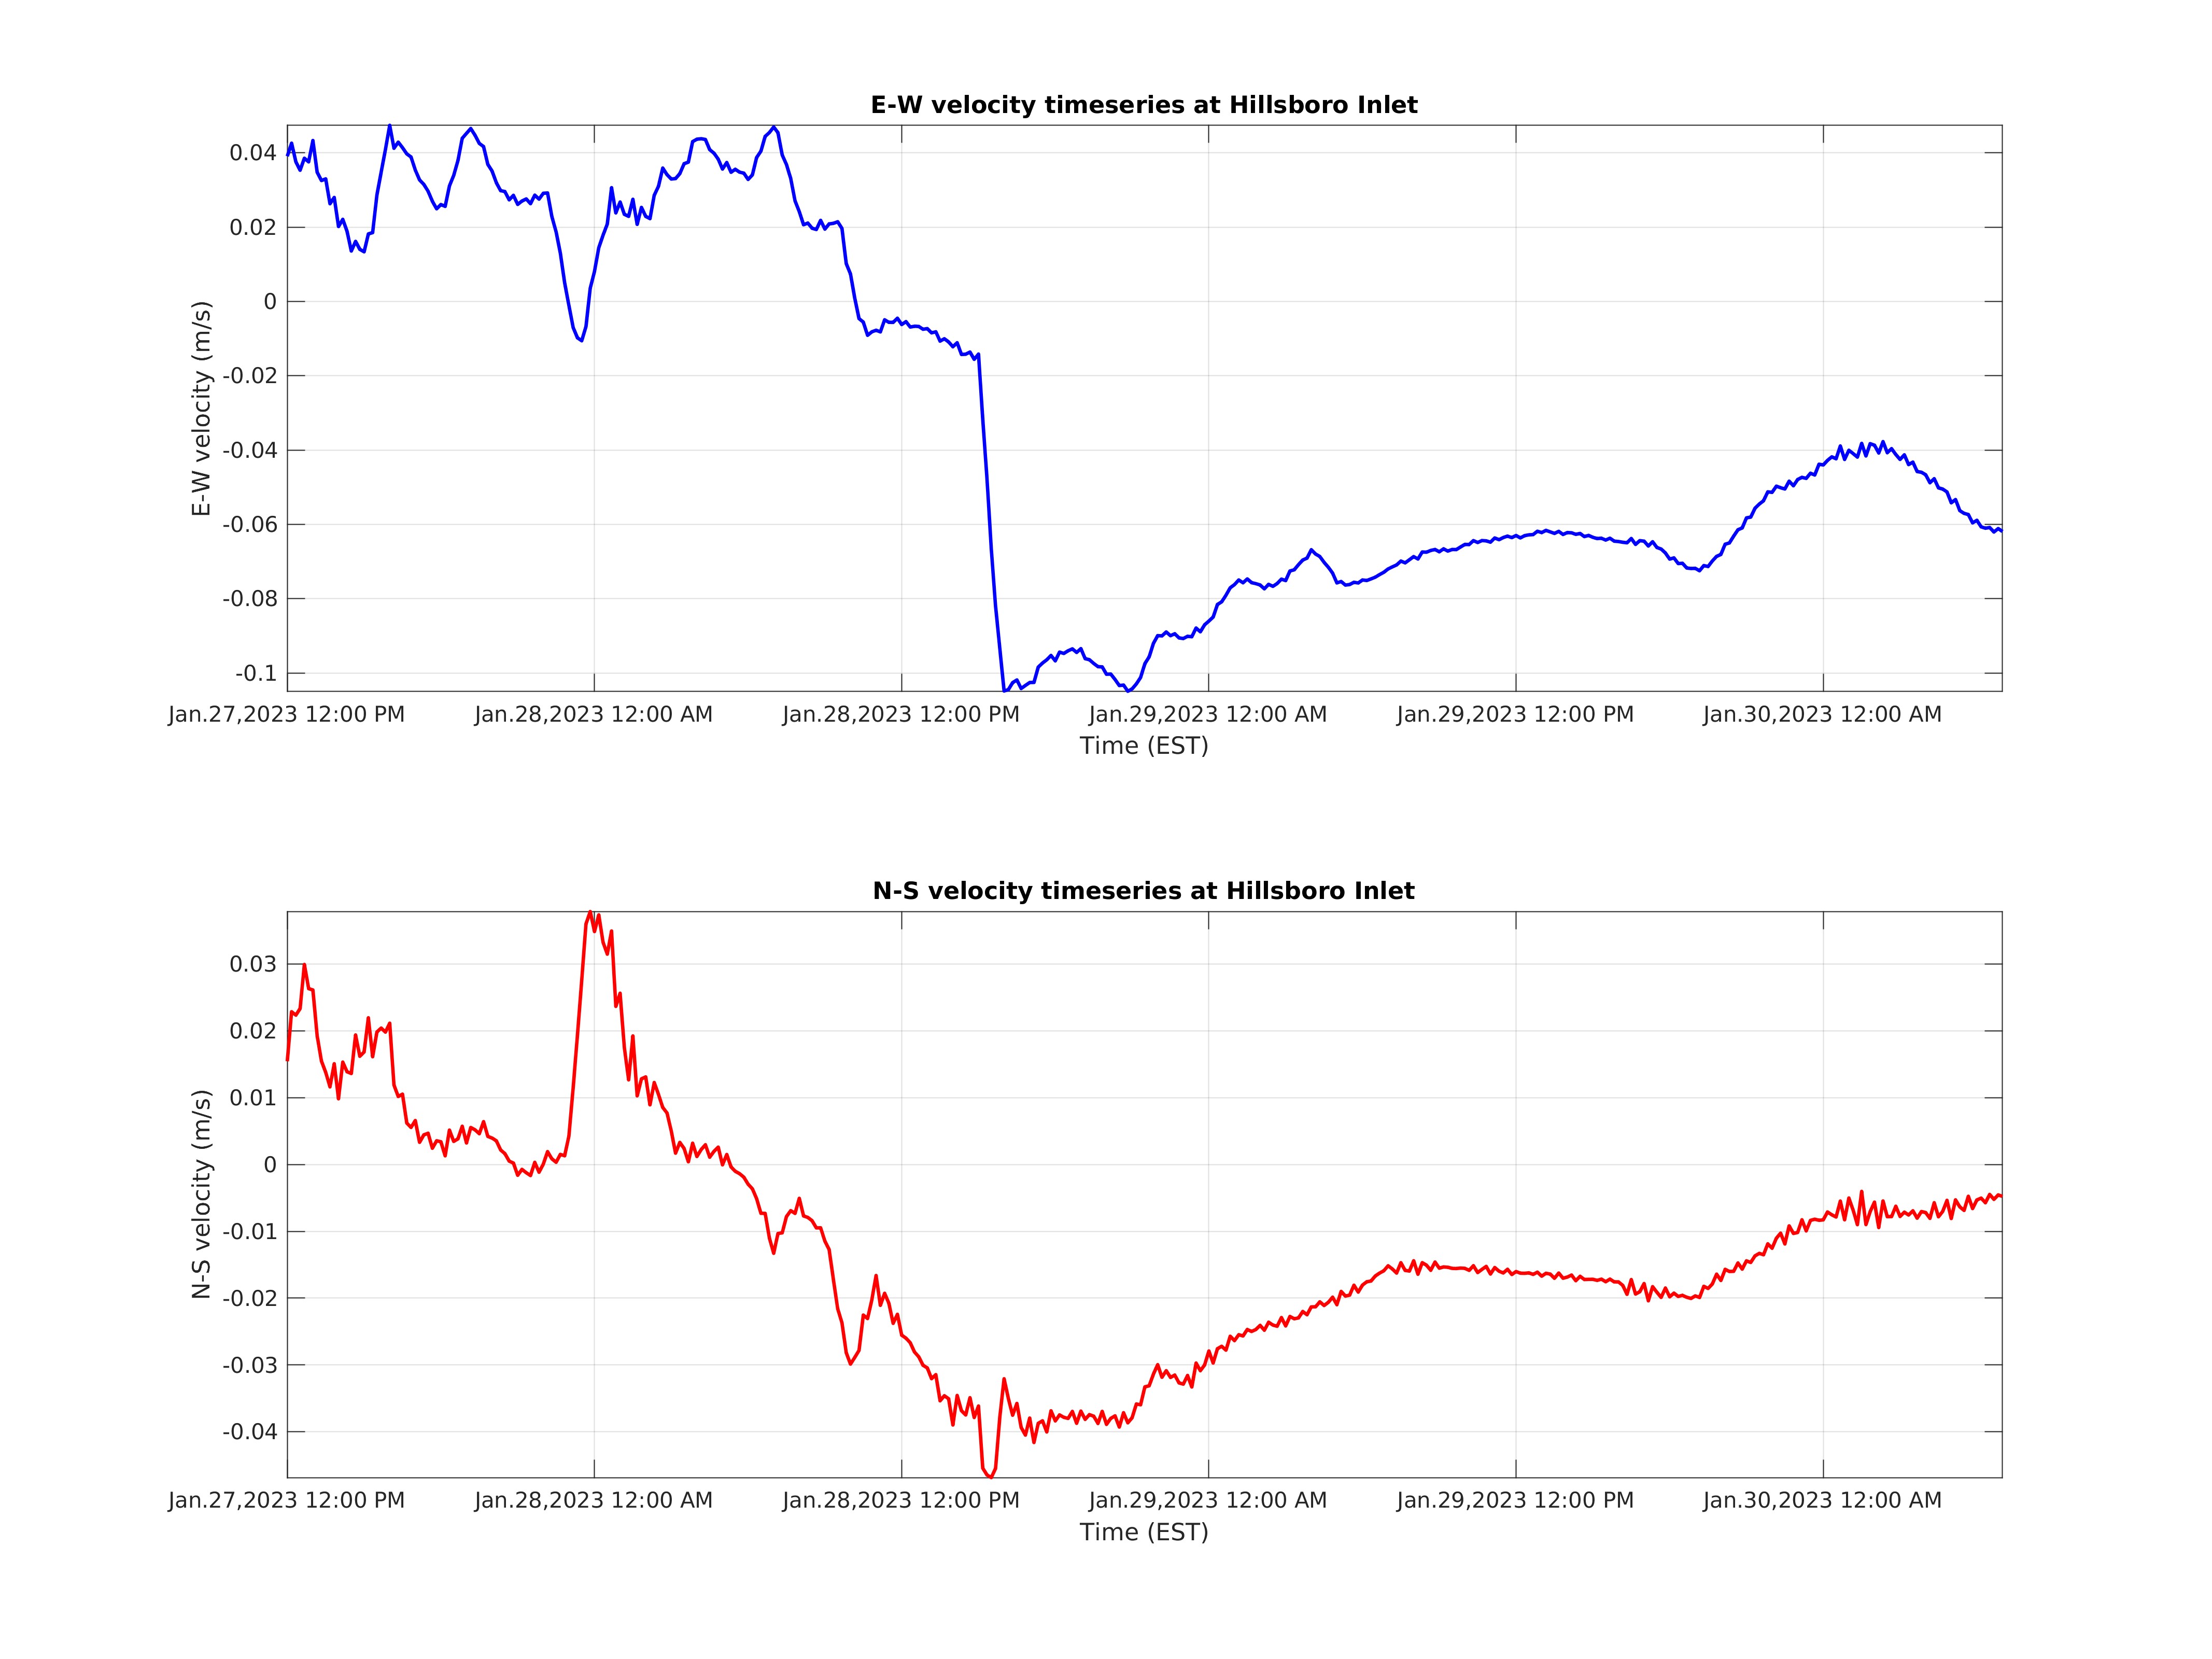 E-W velocity timeseries at Hillsboro Inlet
E-W velocity (m/s)
0.04
0.02
0
-0.02
-0.04
-0.06
-0.08
-0.1
Jan.27,2023 12:00 PM Jan.28,2023 12:00 AM Jan.28,2023 12:00 PM Jan.29,2023 12:00 AM Jan.29,2023 12:00 PM Jan.30,2023 12:00 AM
Time (EST)
N-S velocity timeseries at Hillsboro Inlet
N-S velocity (m/s)
0.03
0.02
0.01
0
-0.01
-0.02
-0.03
-0.04
Jan.27,2023 12:00 PM Jan.28,2023 12:00 AM Jan.28,2023 12:00 PM Jan.29,2023 12:00 AM Jan.29,2023 12:00 PM Jan.30,2023 12:00 AM
Time (EST)